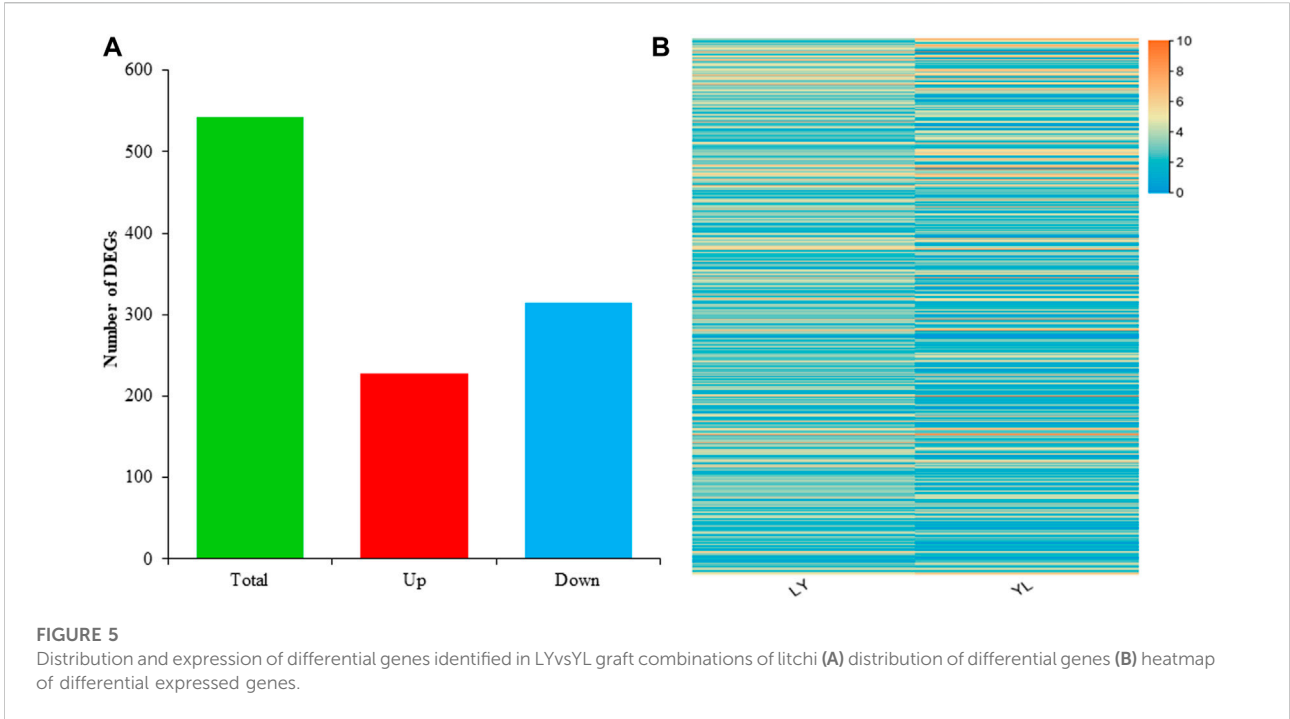 A
B
600
500
400
300
200
100
0
Number of DEGs
Total
Up
Down
LY
YL
10
8
6
4
2
0
FIGURE 5
Distribution and expression of differential genes identified in LYvsYL graft combinations of litchi (A) distribution of differential genes (B) heatmap
of differential expressed genes.